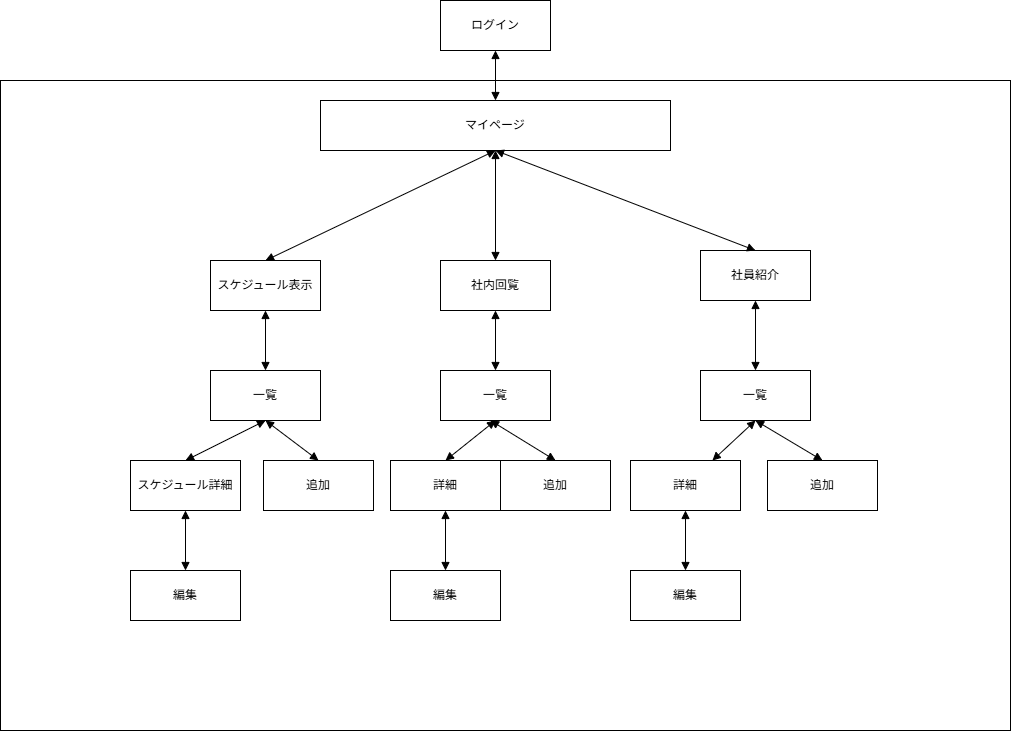 ログイン
マイページ
スケジュール表示
社内回覧
社員紹介
一覧
一覧
一覧
スケジュール詳細
追加
詳細
追加
詳細
追加
編集
編集
編集